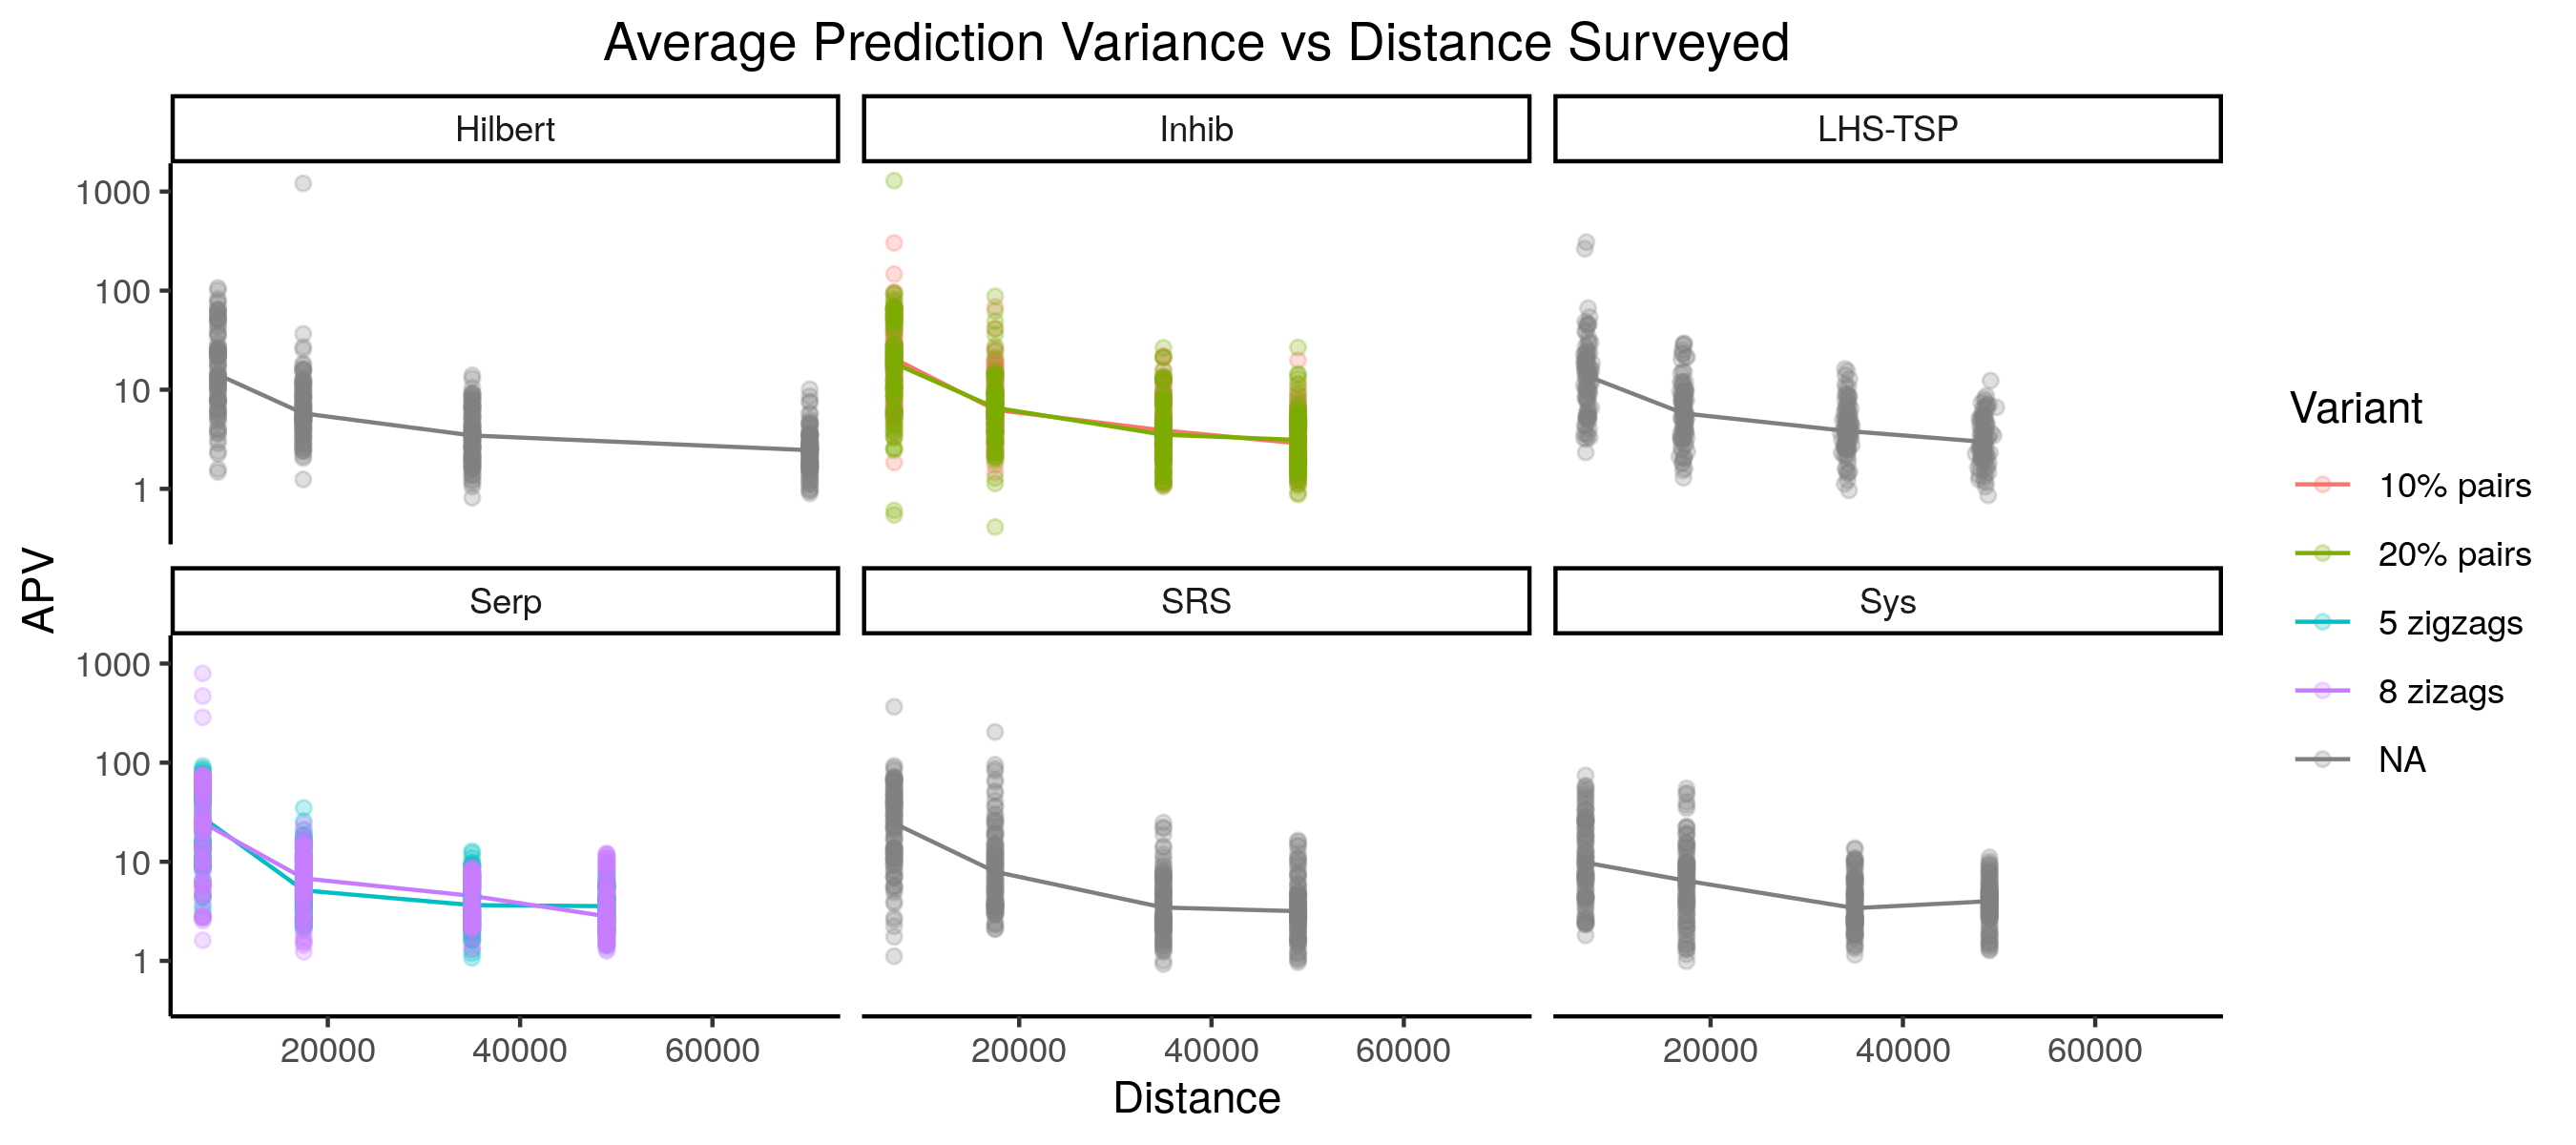 Average Prediction Variance vs Distance Surveyed
Hilbert
Inhib
LHS-TSP
1000
100
10
1
Serp
SRS
Sys
1000
100
10
1
20000 40000 60000
20000 40000 60000
20000 40000 60000
APV
Distance
Variant
10% pairs
20% pairs
5 zigzags
8 zizags
NA